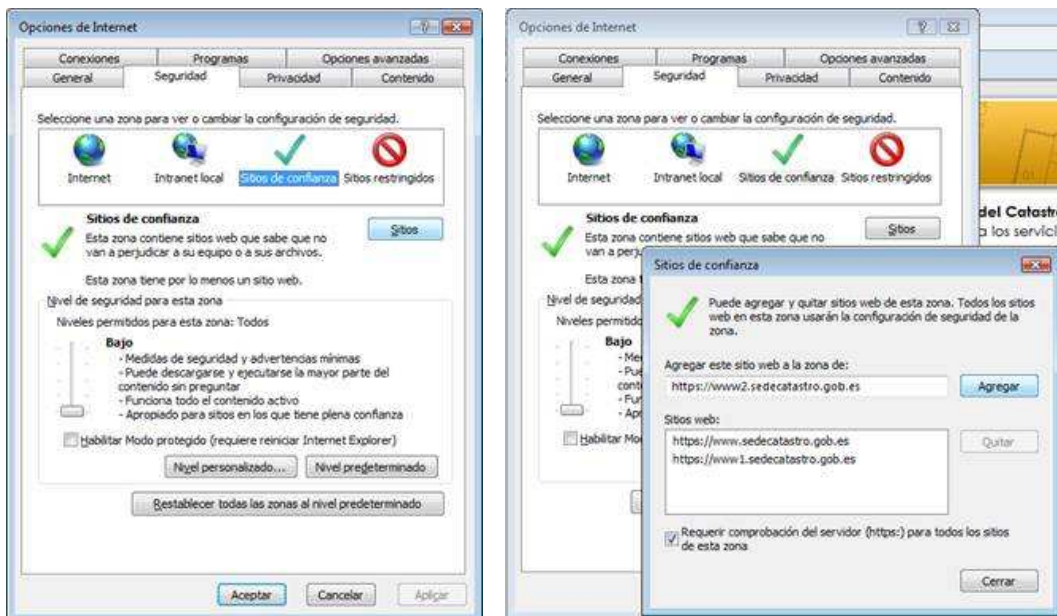 Opciones de Internet
Conexiones Programas Opciones avanzadas
General Seguridad Privacidad Contenido
Seleccione una zona para ver o cambiar la configuración de seguridad.
Internet Intranet local Sitios de confianza Sitios restringidos
Sitios de confianza
Sitios
Esta zona contiene sitios web que sabe que no
van a perjudicar a su equipo o a sus archivos.
Esta zona tiene por lo menos un sitio web.
Nivel de seguridad para esta zona
Niveles permitidos para esta zona: Todos
Bajo
- Medidas de seguridad y advertencias mínimas
- Puede descargarse y ejecutarse la mayor parte del
contenido sin preguntar
- Funciona todo el contenido activo
- Apropiado para sitios en los que tiene plena confianza
Habilitar Modo protegido (requiere reiniciar Internet Explorer)
Nivel personalizado... Nivel predeterminado
Restablecer todas las zonas al nivel predeterminado
Aceptar Cancelar Aplicar
Opciones de Internet
Conexiones Programas Opciones avanzadas
General Seguridad Privacidad Contenido
Seleccione una zona para ver o cambiar la configuración de seguridad.
Internet Intranet local Sitios de confianza Sitios restringidos
Sitios de confianza
Sitios
Esta zona contiene sitios web que sabe que no
van a perj
Esta zona t
Nivel de seguridad
Niveles permitido
Bajo
- Me
- Pue
cont
- Fu
- Ap
Habilitar Mo
del Catastr
a los servici
Sitios de confianza
Puede agregar y quitar sitios web de esta zona. Todos los sitios
web en esta zona usarán la configuración de seguridad de la
zona.
Agregar este sitio web a la zona de:
https://www2.sedecatastro.gob.es Agregar
Sitios web:
https://www.sedecatastro.gob.es Quitar
https://www1.sedecatastro.gob.es
Requerir comprobación del servidor (https:) para todos los sitios
de esta zona
Cerrar